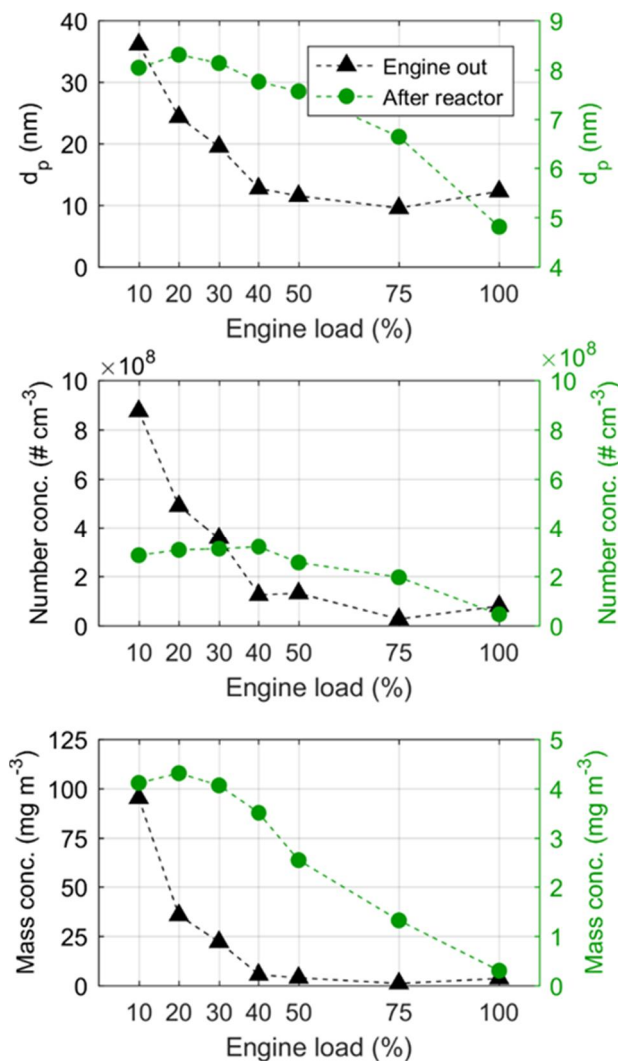 40
30
20
10
0
d_p (nm)
9
8
7
6
5
4
d_p (nm)
Engine out
After reactor
10 20 30 40 50 75 100
Engine load (%)
×10^8
×10^8
10
8
6
4
2
0
Number conc. (# cm^-3)
10
8
6
4
2
0
Number conc. (# cm^-3)
10 20 30 40 50 75 100
Engine load (%)
125
100
75
50
25
0
Mass conc. (mg m^-3)
5
4
3
2
1
0
Mass conc. (mg m^-3)
10 20 30 40 50 75 100
Engine load (%)